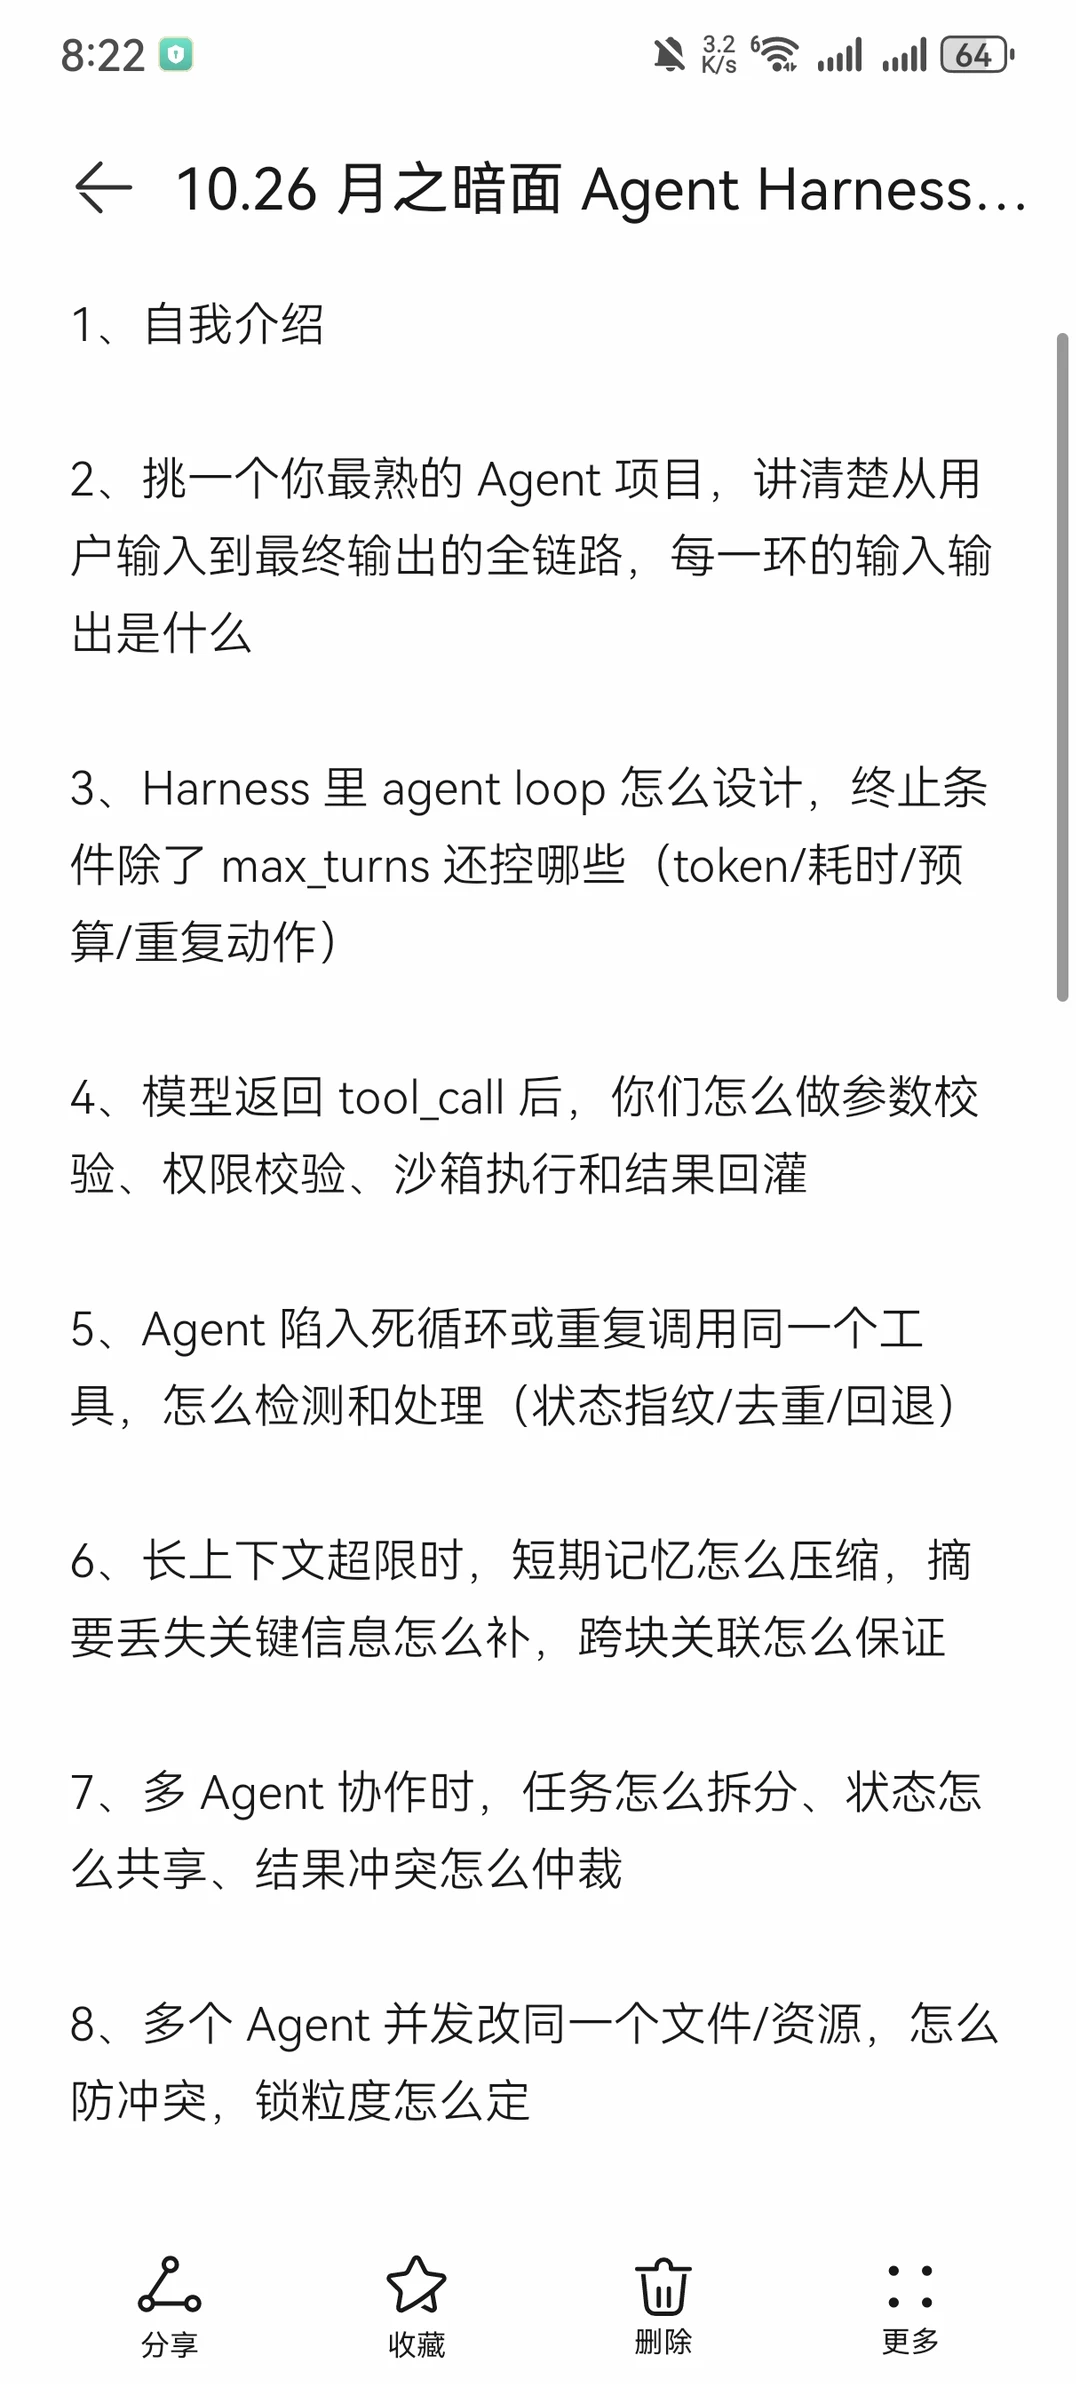 8:22
3.2
K/s
6
64
10.26 月之暗面 Agent Harness...
1、自我介绍
2、挑一个你最熟的 Agent 项目，讲清楚从用
户输入到最终输出的全链路，每一环的输入输
出是什么
3、Harness 里 agent loop 怎么设计，终止条
件除了 max_turns 还控哪些（token/耗时/预
算/重复动作）
4、模型返回 tool_call 后，你们怎么做参数校
验、权限校验、沙箱执行和结果回灌
5、Agent 陷入死循环或重复调用同一个工
具，怎么检测和处理（状态指纹/去重/回退）
6、长上下文超限时，短期记忆怎么压缩，摘
要丢失关键信息怎么补，跨块关联怎么保证
7、多 Agent 协作时，任务怎么拆分、状态怎
么共享、结果冲突怎么仲裁
8、多个 Agent 并发改同一个文件/资源，怎么
防冲突，锁粒度怎么定
分享
收藏
删除
更多